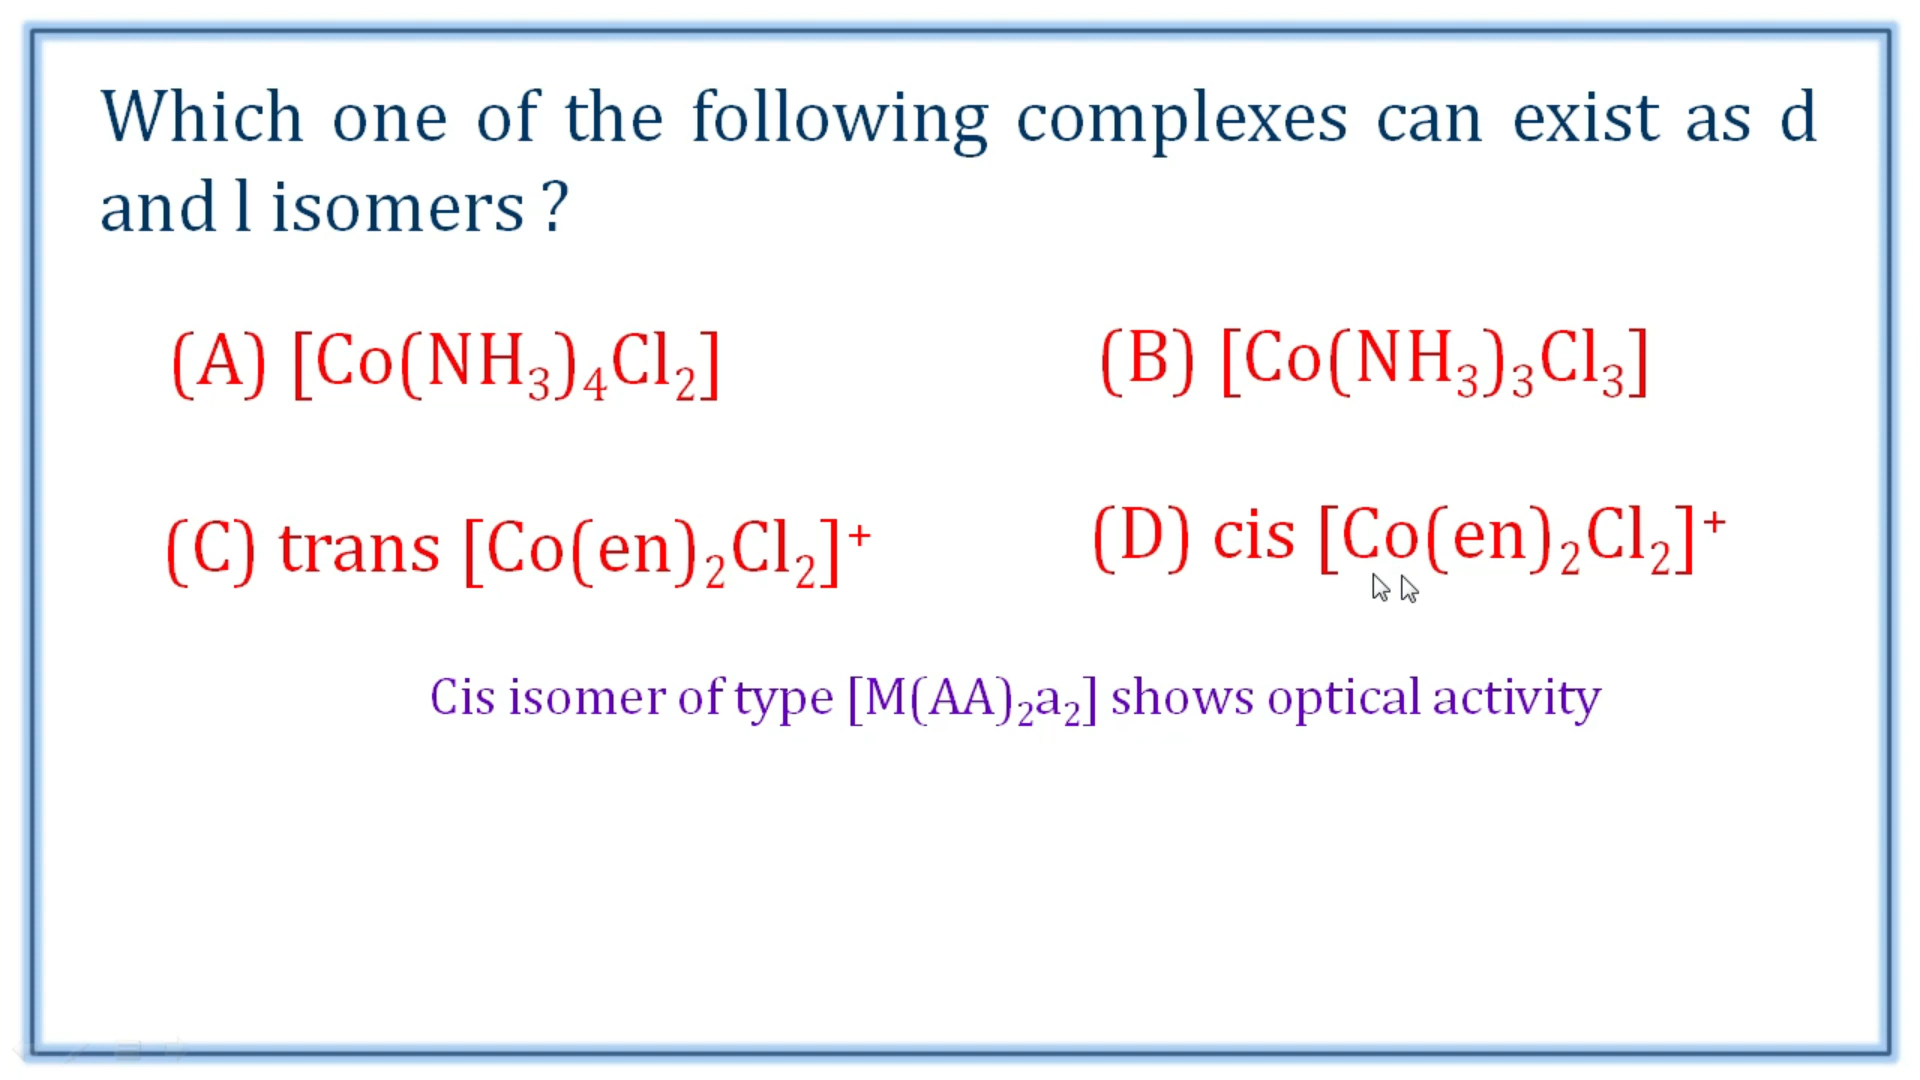 Which one of the following complexes can exist as d
and l isomers ?
(A) [Co(NH₃)₄Cl₂]
(B) [Co(NH₃)₃Cl₃]
(C) trans [Co(en)₂Cl₂]⁺
(D) cis [Co(en)₂Cl₂]⁺
Cis isomer of type [M(AA)₂a₂] shows optical activity